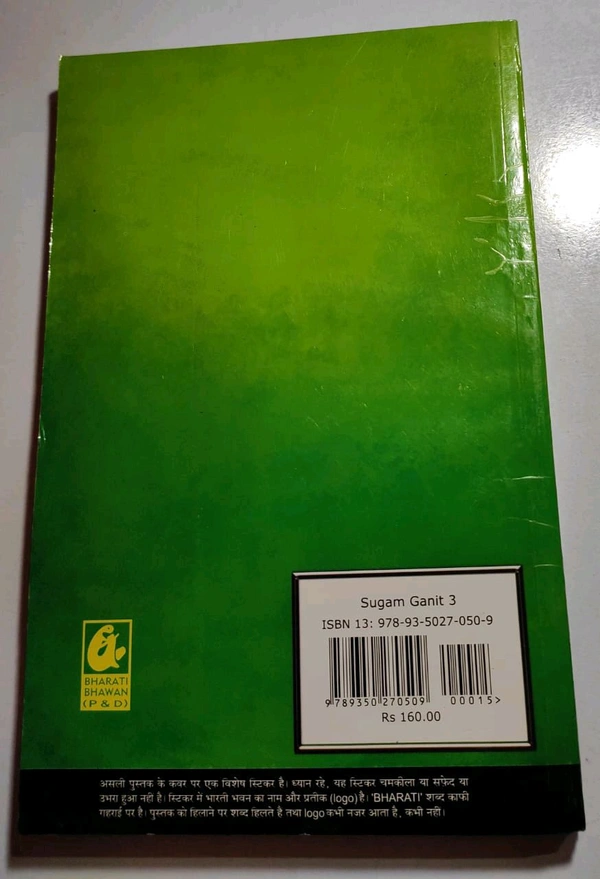 Sugam Ganit 3
ISBN 13: 978-93-5027-050-9
9 789350 270509
00015>
Rs 160.00
BHARATI
BHAWAN
(P & D)
असली पुस्तक के कवर पर एक विशेष स्टिकर है। ध्यान रहे, यह स्टिकर चमकीला या सफेद या
उभरा हुआ नहीं है। स्टिकर में भारती भवन का नाम और प्रतीक (logo) है। 'BHARATI' शब्द काफी
गहराई पर है। पुस्तक को हिलाने पर शब्द हिलते है तथा logo कभी नजर आता है, कभी नहीं।